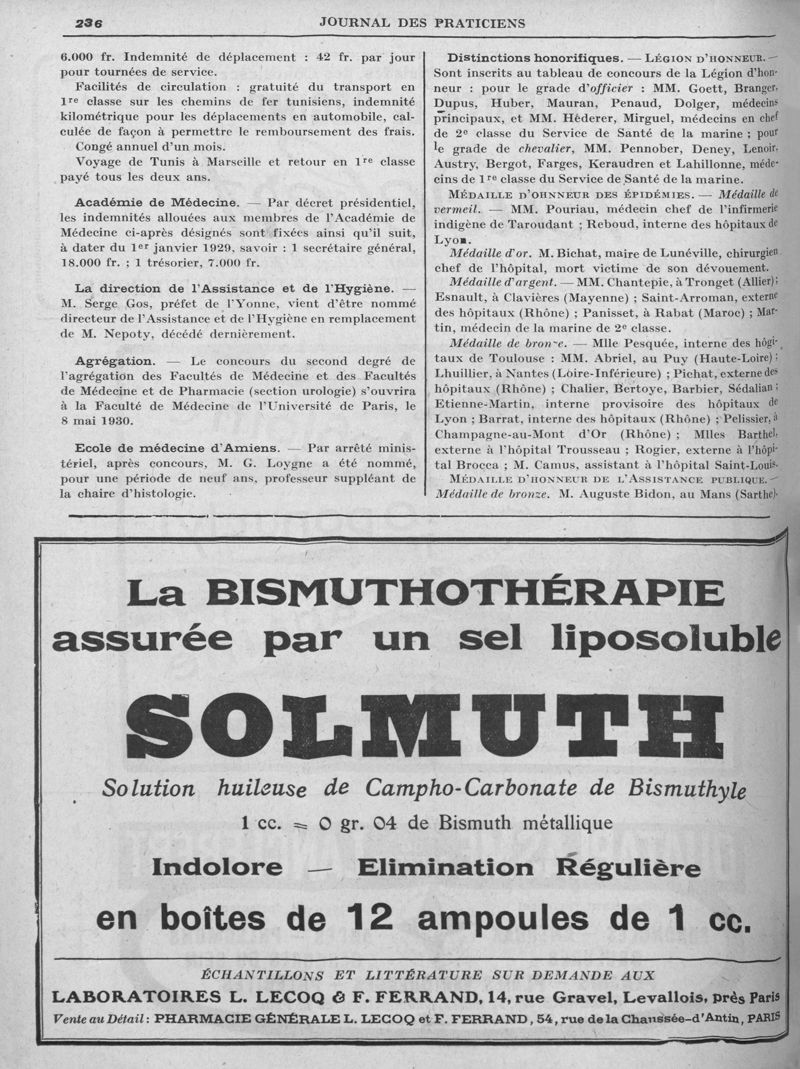 236
JOURNAL DES PRATICIENS
6.000 fr. Indemnité de déplacement : 42 fr. par jour
pour tournées de service.
Facilités de circulation : gratuité du transport en
1re classe sur les chemins de fer tunisiens, indemnité
kilométrique pour les déplacements en automobile, cal-
culée de façon à permettre le remboursement des frais.
Congé annuel d'un mois.
Voyage de Tunis à Marseille et retour en 1re classe
payé tous les deux ans.
Académie de Médecine. — Par décret présidentiel,
les indemnités allouées aux membres de l'Académie de
Médecine ci-après désignés sont fixées ainsi qu'il suit,
à dater du 1er janvier 1929, savoir : 1 secrétaire général,
18.000 fr. ; 1 trésorier, 7.000 fr.
La direction de l'Assistance et de l'Hygiène. —
M. Serge Gos, préfet de l'Yonne, vient d'être nommé
directeur de l'Assistance et de l'Hygiène en remplacement
de M. Nepoty, décédé dernièrement.
Agrégation. — Le concours du second degré de
l'agrégation des Facultés de Médecine et des Facultés
de Médecine et de Pharmacie (section urologie) s'ouvrira
à la Faculté de Médecine de l'Université de Paris, le
8 mai 1930.
Ecole de médecine d'Amiens. — Par arrêté minis-
tériel, après concours, M. G. Loygne a été nommé,
pour une période de neuf ans, professeur suppléant de
la chaire d'histologie.
Distinctions honorifiques. — LÉGION D'HONNEUR. —
Sont inscrits au tableau de concours de la Légion d'hon-
neur : pour le grade d'officier : MM. Goett, Branger,
Dupus, Huber, Mauran, Penaud, Dolger, médecins
principaux, et MM. Héderer, Mirguel, médecins en chef
de 2e classe du Service de Santé de la marine ; pour
le grade de chevalier, MM. Pennober, Deney, Lenoir,
Austry, Bergot, Farges, Keraudren et Lahillonne, méde-
cins de 1re classe du Service de Santé de la marine.
MÉDAILLE D'OHNNEUR DES ÉPIDÉMIES. — Médaille de
vermeil. — MM. Pouriau, médecin chef de l'infirmerie
indigène de Taroudant ; Reboud, interne des hôpitaux de
Lyon.
Médaille d'or. M. Bichat, maire de Lunéville, chirurgien
chef de l'hôpital, mort victime de son dévouement.
Médaille d'argent. — MM. Chantepie, à Tronget (Allier) ;
Esnault, à Clavières (Mayenne) ; Saint-Arroman, externe
des hôpitaux (Rhône) ; Panisset, à Rabat (Maroc) ; Mar-
tin, médecin de la marine de 2e classe.
Médaille de bronze. — Mlle Pesquée, interne des hôgi-
taux de Toulouse : MM. Abriel, au Puy (Haute-Loire) ;
Lhuillier, à Nantes (Loire-Inférieure) ; Pichat, externe des
hôpitaux (Rhône) ; Chalier, Bertoye, Barbier, Sédalian ;
Etienne-Martin, interne provisoire des hôpitaux de
Lyon ; Barrat, interne des hôpitaux (Rhône) ; Pelissier, à
Champagne-au-Mont d'Or (Rhône) ; Mlles Barthel,
externe à l'hôpital Trousseau ; Rogier, externe à l'hôpi-
tal Brocca ; M. Camus, assistant à l'hôpital Saint-Louis.
MÉDAILLE D'HONNEUR DE L'ASSISTANCE PUBLIQUE. —
Médaille de bronze. M. Auguste Bidon, au Mans (Sarthe).
La BISMUTHOTHÉRAPIE
assurée par un sel liposoluble
SOLMUTH
Solution huileuse de Campho-Carbonate de Bismuthyle
1 cc. = 0 gr. 04 de Bismuth métallique
Indolore — Elimination Régulière
en boîtes de 12 ampoules de 1 cc.
ÉCHANTILLONS ET LITTÉRATURE SUR DEMANDE AUX
LABORATOIRES L. LECOQ & F. FERRAND, 14, rue Gravel, Levallois, près Paris
Vente au Détail : PHARMACIE GÉNÉRALE L. LECOQ et F. FERRAND, 54, rue de la Chaussée-d'Antin, PARIS